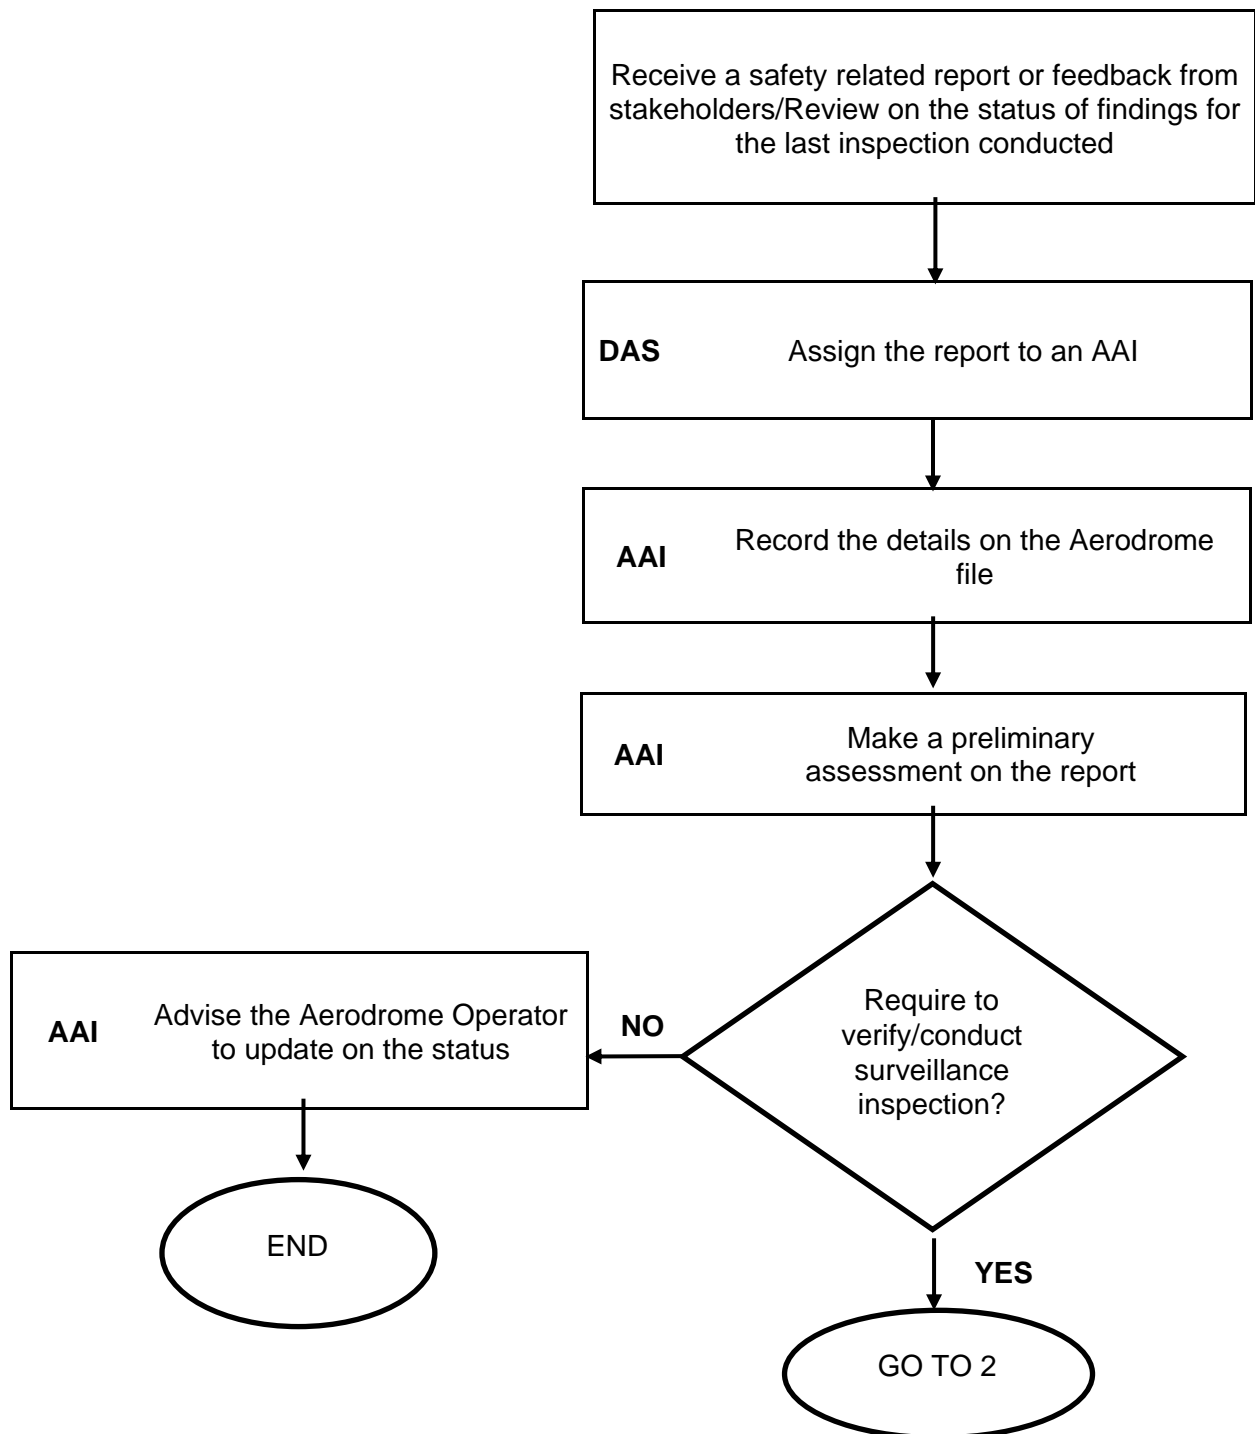 Receive a safety related report or feedback from
stakeholders/Review on the status of findings for
the last inspection conducted
DAS
Assign the report to an AAI
AAI
Record the details on the Aerodrome
file
AAI
Make a preliminary
assessment on the report
Require to
verify/conduct
surveillance
inspection?
NO
AAI
Advise the Aerodrome Operator
to update on the status
END
YES
GO TO 2